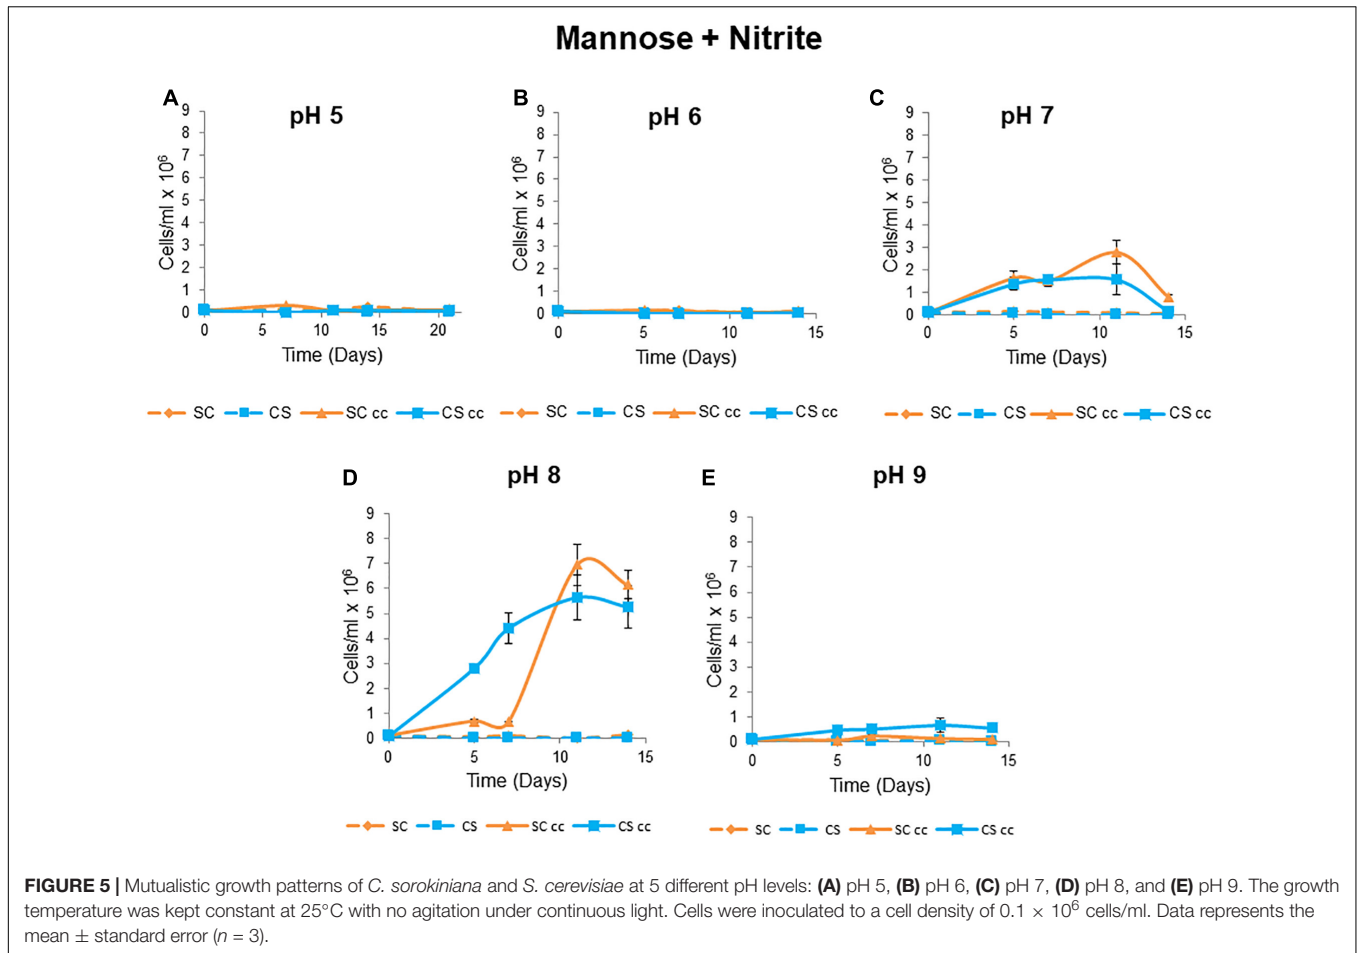 Mannose + Nitrite
A
pH 5
Cells/ml x 10⁶
9
8
7
6
5
4
3
2
1
0
0 5 10 15 20
Time (Days)
SC CS SC cc CS cc
B
pH 6
Cells/ml x 10⁶
9
8
7
6
5
4
3
2
1
0
0 5 10 15
Time (Days)
SC CS SC cc CS cc
C
pH 7
Cells/ml x 10⁶
9
8
7
6
5
4
3
2
1
0
0 5 10 15
Time (Days)
SC CS SC cc CS cc
D
pH 8
Cells/ml x 10⁶
9
8
7
6
5
4
3
2
1
0
0 5 10 15
Time (Days)
SC CS SC cc CS cc
E
pH 9
Cells/ml x 10⁶
9
8
7
6
5
4
3
2
1
0
0 5 10 15
Time (Days)
SC CS SC cc CS cc
FIGURE 5 | Mutualistic growth patterns of C. sorokiniana and S. cerevisiae at 5 different pH levels: (A) pH 5, (B) pH 6, (C) pH 7, (D) pH 8, and (E) pH 9. The growth
temperature was kept constant at 25°C with no agitation under continuous light. Cells were inoculated to a cell density of 0.1 × 10⁶ cells/ml. Data represents the
mean ± standard error (n = 3).